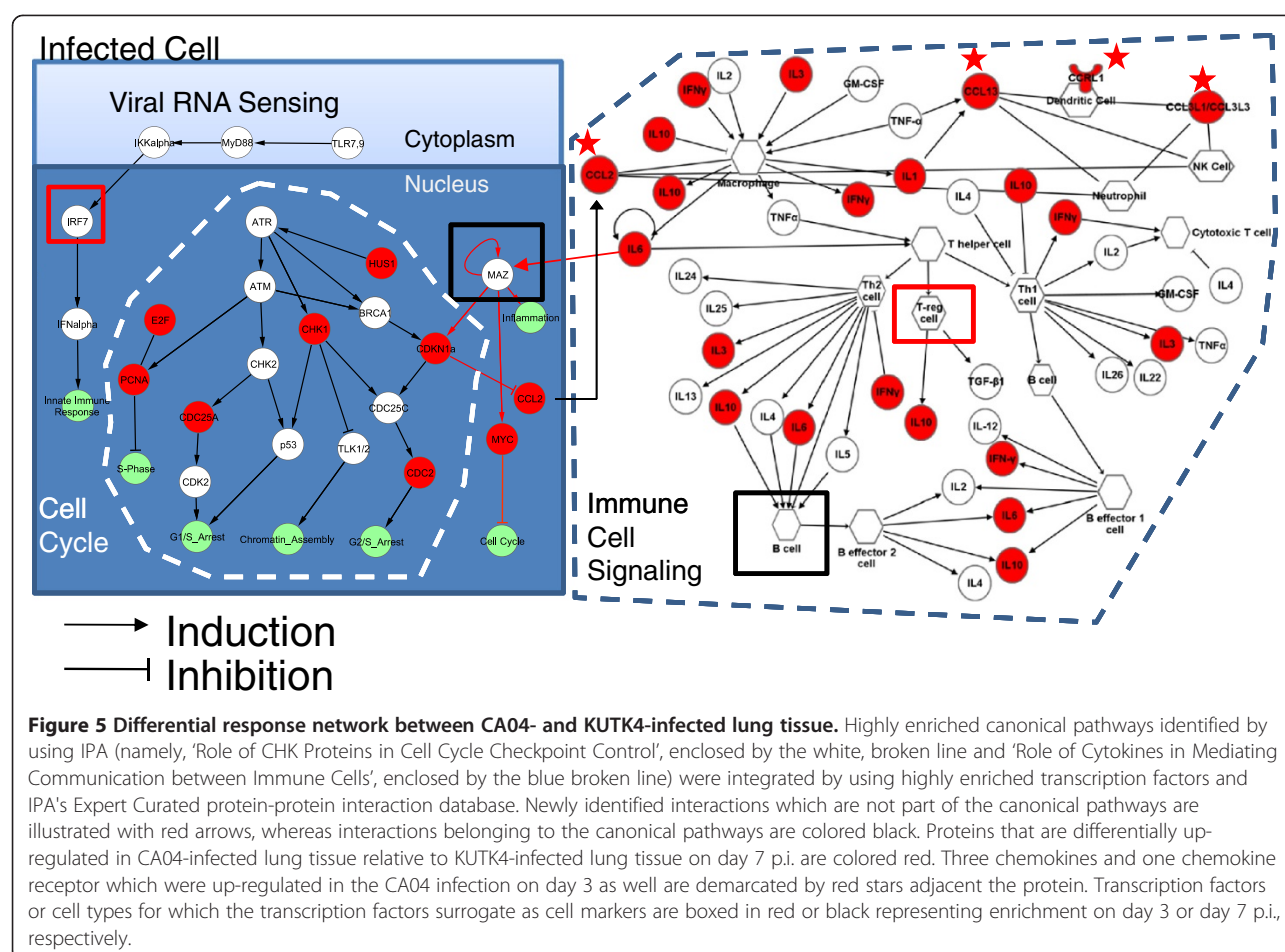 Infected Cell
Viral RNA Sensing
Cytoplasm
IKKalpha
MyD88
TLR7,9
Nucleus
IRF7
ATR
HUS1
MAZ
ATM
BRCA1
Inflammation
IFNalpha
E2F
CHK1
CDKN1a
CHK2
PCNA
CCL2
Innate Immune
Response
CDC25A
CDC25C
MYC
p53
TLK1/2
S-Phase
CDC2
CDK2
Cell
Cycle
G1/S_Arrest
Chromatin_Assembly
G2/S_Arrest
Cell Cycle
IFNγ
IL2
IL3
GM-CSF
CCL13
CCRL1
Dendritic Cell
CCL3L1/CCL3L3
TNF-α
IL10
CCL2
Macrophage
IL10
IFNγ
IL1
IL4
IL10
NK Cell
Neutrophil
TNFα
IFNγ
Cytotoxic T cell
IL6
T helper cell
IL2
IL4
IL24
IL25
Th2
cell
T-reg
cell
Th1
cell
GM-CSF
IL3
IL3
TNFα
IL13
IL10
IL4
IL6
IFNγ
IL10
TGF-β1
B cell
IL26
IL22
IL5
IL-12
IFN-γ
IL2
IL6
B effector 1
cell
Immune
Cell
Signaling
B cell
B effector 2
cell
IL10
IL4
Induction
Inhibition
Figure 5 Differential response network between CA04- and KUTK4-infected lung tissue. Highly enriched canonical pathways identified by
using IPA (namely, ‘Role of CHK Proteins in Cell Cycle Checkpoint Control’, enclosed by the white, broken line and ‘Role of Cytokines in Mediating
Communication between Immune Cells’, enclosed by the blue broken line) were integrated by using highly enriched transcription factors and
IPA's Expert Curated protein-protein interaction database. Newly identified interactions which are not part of the canonical pathways are
illustrated with red arrows, whereas interactions belonging to the canonical pathways are colored black. Proteins that are differentially up-
regulated in CA04-infected lung tissue relative to KUTK4-infected lung tissue on day 7 p.i. are colored red. Three chemokines and one chemokine
receptor which were up-regulated in the CA04 infection on day 3 as well are demarcated by red stars adjacent the protein. Transcription factors
or cell types for which the transcription factors surrogate as cell markers are boxed in red or black representing enrichment on day 3 or day 7 p.i.,
respectively.